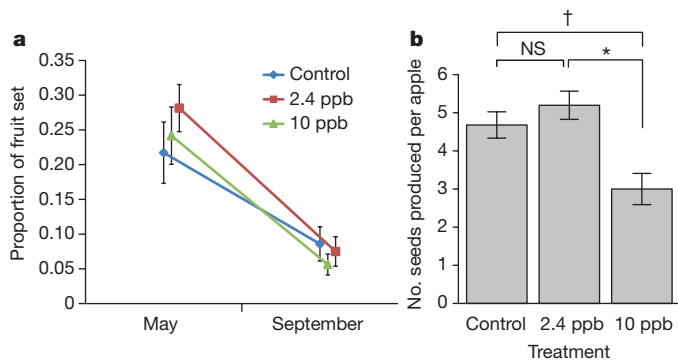 a
Proportion of fruit set
0.35
0.30
0.25
0.20
0.15
0.10
0.05
0
Control
2.4 ppb
10 ppb
May September
b
†
NS *
No. seeds produced per apple
6
5
4
3
2
1
0
Control 2.4 ppb 10 ppb
Treatment